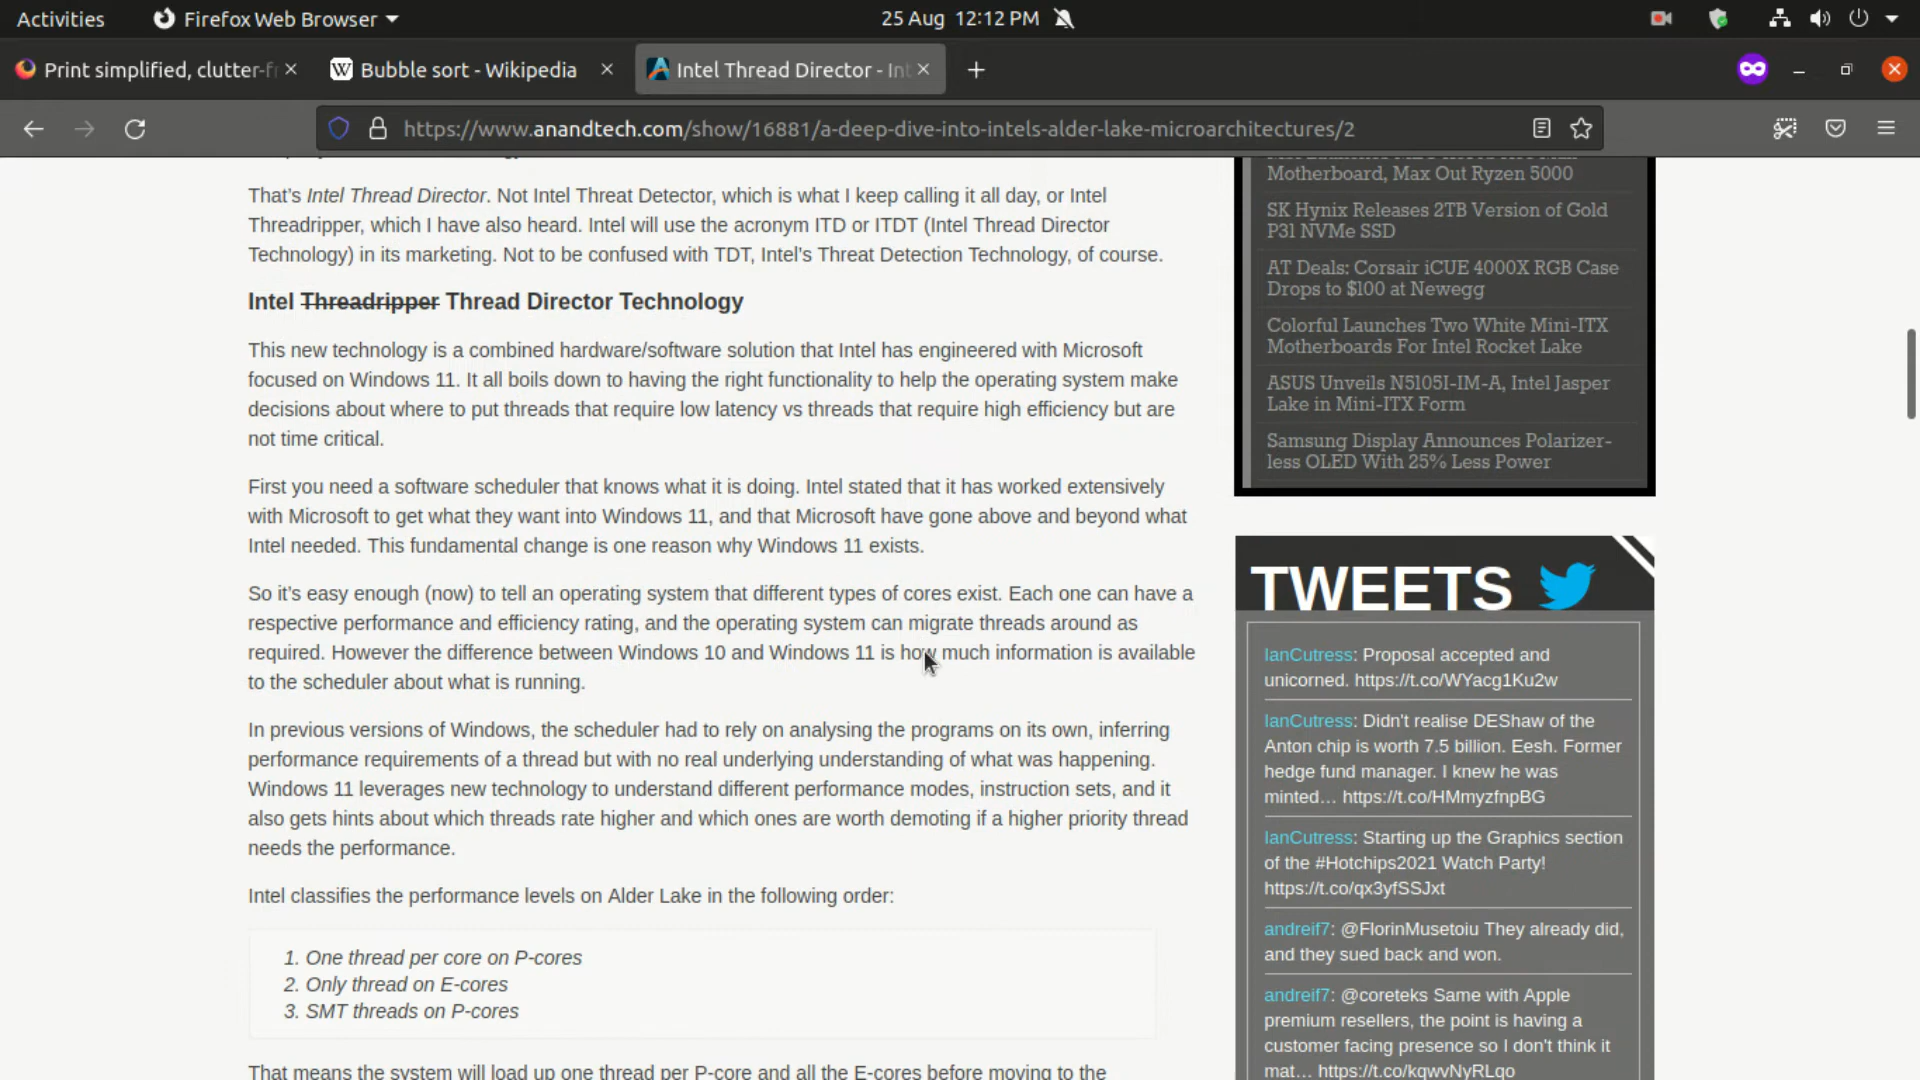 Activities
Firefox Web Browser
25 Aug 12:12 PM
Print simplified, clutter-fr
Bubble sort - Wikipedia
Intel Thread Director - Int
https://www.anandtech.com/show/16881/a-deep-dive-into-intels-alder-lake-microarchitectures/2
That's Intel Thread Director. Not Intel Threat Detector, which is what I keep calling it all day, or Intel
Threadripper, which I have also heard. Intel will use the acronym ITD or ITDT (Intel Thread Director
Technology) in its marketing. Not to be confused with TDT, Intel's Threat Detection Technology, of course.
Intel Threadripper Thread Director Technology
This new technology is a combined hardware/software solution that Intel has engineered with Microsoft
focused on Windows 11. It all boils down to having the right functionality to help the operating system make
decisions about where to put threads that require low latency vs threads that require high efficiency but are
not time critical.
First you need a software scheduler that knows what it is doing. Intel stated that it has worked extensively
with Microsoft to get what they want into Windows 11, and that Microsoft have gone above and beyond what
Intel needed. This fundamental change is one reason why Windows 11 exists.
So it's easy enough (now) to tell an operating system that different types of cores exist. Each one can have a
respective performance and efficiency rating, and the operating system can migrate threads around as
required. However the difference between Windows 10 and Windows 11 is how much information is available
to the scheduler about what is running.
In previous versions of Windows, the scheduler had to rely on analysing the programs on its own, inferring
performance requirements of a thread but with no real underlying understanding of what was happening.
Windows 11 leverages new technology to understand different performance modes, instruction sets, and it
also gets hints about which threads rate higher and which ones are worth demoting if a higher priority thread
needs the performance.
Intel classifies the performance levels on Alder Lake in the following order:
1. One thread per core on P-cores
2. Only thread on E-cores
3. SMT threads on P-cores
That means the system will load up one thread per P-core and all the E-cores before moving to the
Motherboard, Max Out Ryzen 5000
SK Hynix Releases 2TB Version of Gold
P31 NVMe SSD
AT Deals: Corsair iCUE 4000X RGB Case
Drops to $100 at Newegg
Colorful Launches Two White Mini-ITX
Motherboards For Intel Rocket Lake
ASUS Unveils N5105I-IM-A, Intel Jasper
Lake in Mini-ITX Form
Samsung Display Announces Polarizer-
less OLED With 25% Less Power
TWEETS
IanCutress: Proposal accepted and
unicorned. https://t.co/WYacg1Ku2w
IanCutress: Didn't realise DEShaw of the
Anton chip is worth 7.5 billion. Eesh. Former
hedge fund manager. I knew he was
minted… https://t.co/HMmyzfnpBG
IanCutress: Starting up the Graphics section
of the #Hotchips2021 Watch Party!
https://t.co/qx3yfSSJxt
andreif7: @FlorinMusetoiu They already did,
and they sued back and won.
andreif7: @coreteks Same with Apple
premium resellers, the point is having a
customer facing presence so I don't think it
mat… https://t.co/kqwvNyRLqo